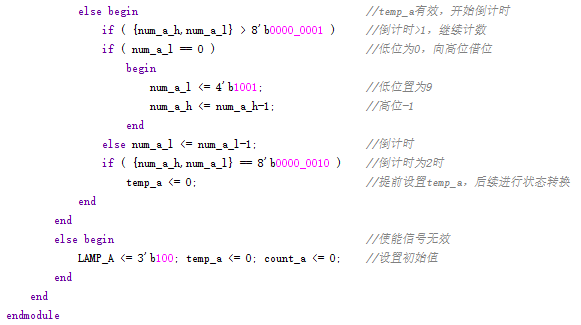 else begin //temp_a有效，开始倒计时
if ( {num_a_h,num_a_l} > 8'b0000_0001 ) //倒计时>1，继续计数
if ( num_a_l == 0 ) //低位为0，向高位借位
begin
num_a_l <= 4'b1001; //低位置为9
num_a_h <= num_a_h-1; //高位-1
end
else num_a_l <= num_a_l-1; //倒计时
if ( {num_a_h,num_a_l} == 8'b0000_0010 ) //倒计时为2时
temp_a <= 0; //提前设置temp_a，后续进行状态转换
end
end
else begin //使能信号无效
LAMP_A <= 3'b100; temp_a <= 0; count_a <= 0; //设置初始值
end
end
endmodule